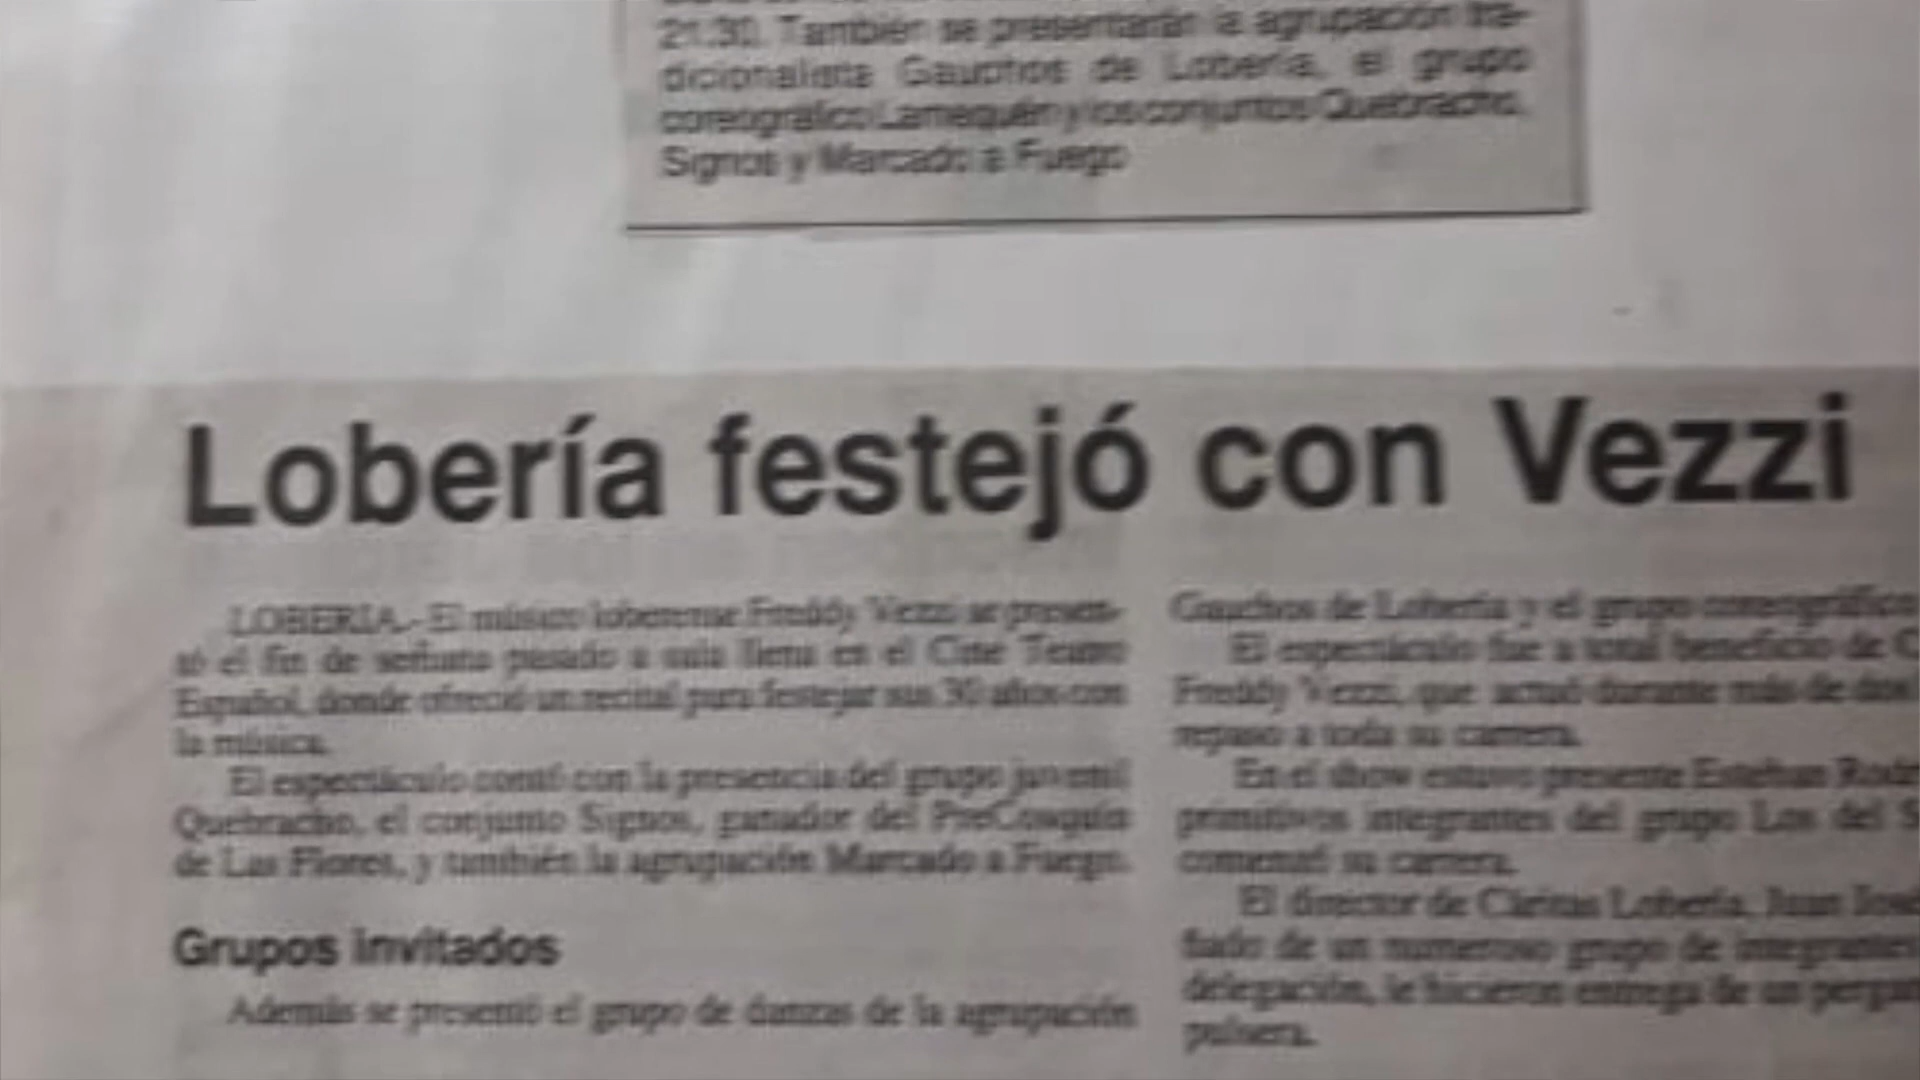 21.30. También se presentarán la agrupación tra-
dicionalista Gauchos de Lobería, el grupo
coreográfico Lamequén y los conjuntos Quebracho,
Signos y Marcado a Fuego
Lobería festejó con Vezzi
LOBERIA.- El músico loberense Freddy Vezzi se presen-
tó el fin de semana pasado a sala llena en el Cine Teatro
Español, donde ofreció un recital para festejar sus 30 años con
la música.
El espectáculo contó con la presencia del grupo juvenil
Quebracho, el conjunto Signos, ganador del PreCosquín
de Las Flores, y también la agrupación Marcado a Fuego.
Grupos invitados
Además se presentó el grupo de danzas de la agrupación
Gauchos de Lobería y el grupo coreográfico
El espectáculo fue a total beneficio de C
Freddy Vezzi, que actuó durante más de dos
repaso a toda su carrera.
En el show estuvo presente Esteban Rodr
primitivos integrantes del grupo Los del S
comenzó su carrera.
El director de Cáritas Lobería, Juan José
ñado de un numeroso grupo de integrantes
delegación, le hicieron entrega de un perga
pulsera.